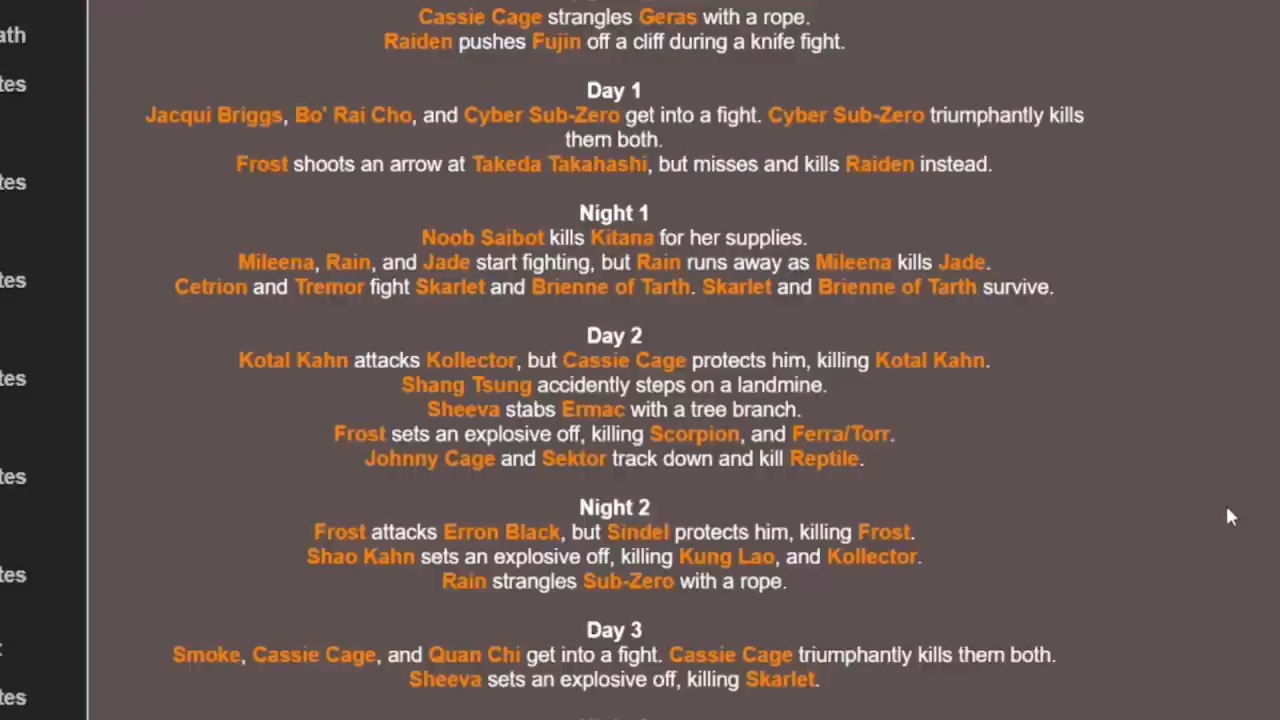 Cassie Cage strangles Geras with a rope.
ath
Raiden pushes Fujin off a cliff during a knife fight.
tes
Day 1
Jacqui Briggs, Bo' Rai Cho, and Cyber Sub-Zero get into a fight. Cyber Sub-Zero triumphantly kills
them both.
Frost shoots an arrow at Takeda Takahashi, but misses and kills Raiden instead.
tes
Night 1
Noob Saibot kills Kitana for her supplies.
Mileena, Rain, and Jade start fighting, but Rain runs away as Mileena kills Jade.
tes
Cetrion and Tremor fight Skarlet and Brienne of Tarth. Skarlet and Brienne of Tarth survive.
Day 2
Kotal Kahn attacks Kollector, but Cassie Cage protects him, killing Kotal Kahn.
tes
Shang Tsung accidently steps on a landmine.
Sheeva stabs Ermac with a tree branch.
Frost sets an explosive off, killing Scorpion, and Ferra/Torr.
Johnny Cage and Sektor track down and kill Reptile.
tes
Night 2
Frost attacks Erron Black, but Sindel protects him, killing Frost.
Shao Kahn sets an explosive off, killing Kung Lao, and Kollector.
tes
Rain strangles Sub-Zero with a rope.
Day 3
Smoke, Cassie Cage, and Quan Chi get into a fight. Cassie Cage triumphantly kills them both.
Sheeva sets an explosive off, killing Skarlet.
tes